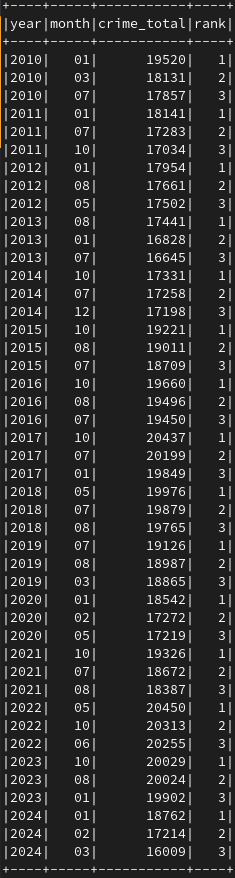 +----+-----+-----------+----+
|year|month|crime_total|rank|
+----+-----+-----------+----+
|2010|   01|      19520|   1|
|2010|   03|      18131|   2|
|2010|   07|      17857|   3|
|2011|   01|      18141|   1|
|2011|   07|      17283|   2|
|2011|   10|      17034|   3|
|2012|   01|      17954|   1|
|2012|   08|      17661|   2|
|2012|   05|      17502|   3|
|2013|   08|      17441|   1|
|2013|   01|      16828|   2|
|2013|   07|      16645|   3|
|2014|   10|      17331|   1|
|2014|   07|      17258|   2|
|2014|   12|      17198|   3|
|2015|   10|      19221|   1|
|2015|   08|      19011|   2|
|2015|   07|      18709|   3|
|2016|   10|      19660|   1|
|2016|   08|      19496|   2|
|2016|   07|      19450|   3|
|2017|   10|      20437|   1|
|2017|   07|      20199|   2|
|2017|   01|      19849|   3|
|2018|   05|      19976|   1|
|2018|   07|      19879|   2|
|2018|   08|      19765|   3|
|2019|   07|      19126|   1|
|2019|   08|      18987|   2|
|2019|   03|      18865|   3|
|2020|   01|      18542|   1|
|2020|   02|      17272|   2|
|2020|   05|      17219|   3|
|2021|   10|      19326|   1|
|2021|   07|      18672|   2|
|2021|   08|      18387|   3|
|2022|   05|      20450|   1|
|2022|   10|      20313|   2|
|2022|   06|      20255|   3|
|2023|   10|      20029|   1|
|2023|   08|      20024|   2|
|2023|   01|      19902|   3|
|2024|   01|      18762|   1|
|2024|   02|      17214|   2|
|2024|   03|      16009|   3|
+----+-----+-----------+----+